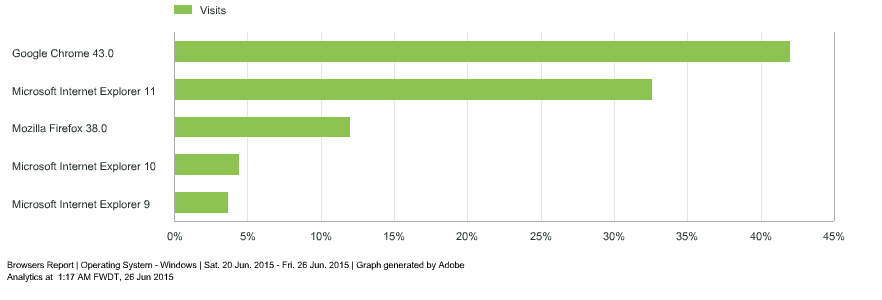 Visits
Google Chrome 43.0
Microsoft Internet Explorer 11
Mozilla Firefox 38.0
Microsoft Internet Explorer 10
Microsoft Internet Explorer 9
0% 5% 10% 15% 20% 25% 30% 35% 40% 45%
Browsers Report | Operating System - Windows | Sat. 20 Jun. 2015 - Fri. 26 Jun. 2015 | Graph generated by Adobe
Analytics at 1:17 AM FWDT, 26 Jun 2015